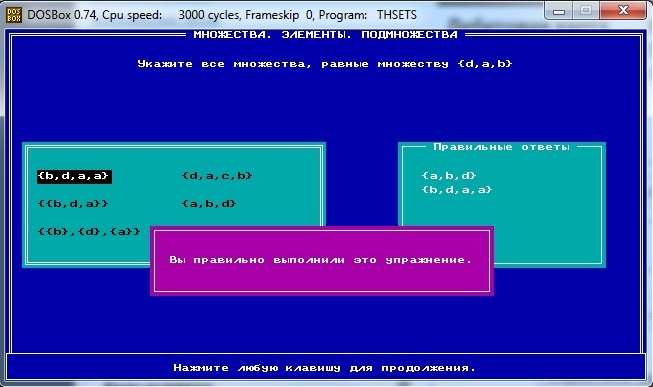 DOSBox 0.74, Cpu speed: 3000 cycles, Frameskip 0, Program: THSETS
МНОЖЕСТВА. ЭЛЕМЕНТЫ. ПОДМНОЖЕСТВА
Укажите все множества, равные множеству {d,a,b}
{b,d,a,a} {d,a,c,b}
{{b,d,a}} {a,b,d}
{{b},{d},{a}}
Правильные ответы
{a,b,d}
{b,d,a,a}
Вы правильно выполнили это упражнение.
Нажмите любую клавишу для продолжения.